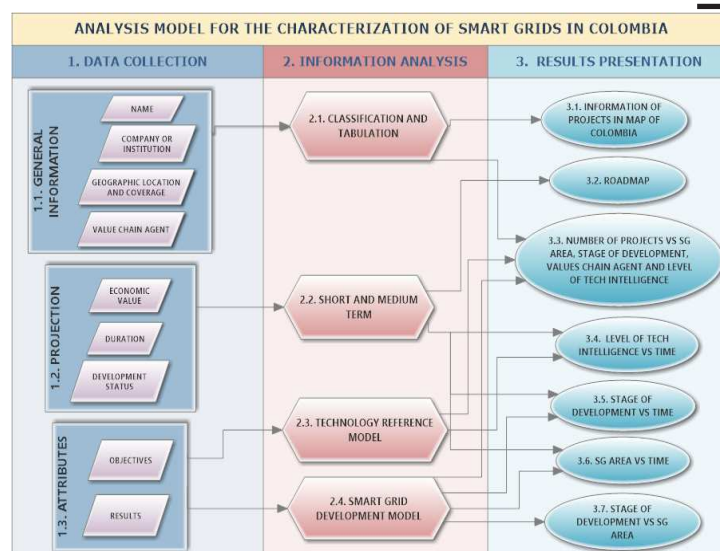 ANALYSIS MODEL FOR THE CHARACTERIZATION OF SMART GRIDS IN COLOMBIA
1. DATA COLLECTION
2. INFORMATION ANALYSIS
3. RESULTS PRESENTATION
1.1. GENERAL
INFORMATION
NAME
COMPANY OR
INSTITUTION
GEOGRAPHIC LOCATION
AND COVERAGE
VALUE CHAIN AGENT
1.2. PROJECTION
ECONOMIC
VALUE
DURATION
DEVELOPMENT
STATUS
1.3. ATTRIBUTES
OBJECTIVES
RESULTS
2.1. CLASSIFICATION AND
TABULATION
2.2. SHORT AND MEDIUM
TERM
2.3. TECHNOLOGY REFERENCE
MODEL
2.4. SMART GRID
DEVELOPMENT MODEL
3.1. INFORMATION OF
PROJECTS IN MAP OF
COLOMBIA
3.2. ROADMAP
3.3. NUMBER OF PROJECTS VS SG
AREA, STAGE OF DEVELOPMENT,
VALUES CHAIN AGENT AND LEVEL
OF TECH INTELLIGENCE
3.4. LEVEL OF TECH
INTELLIGENCE VS TIME
3.5. STAGE OF
DEVELOPMENT VS TIME
3.6. SG AREA VS TIME
3.7. STAGE OF
DEVELOPMENT VS SG
AREA